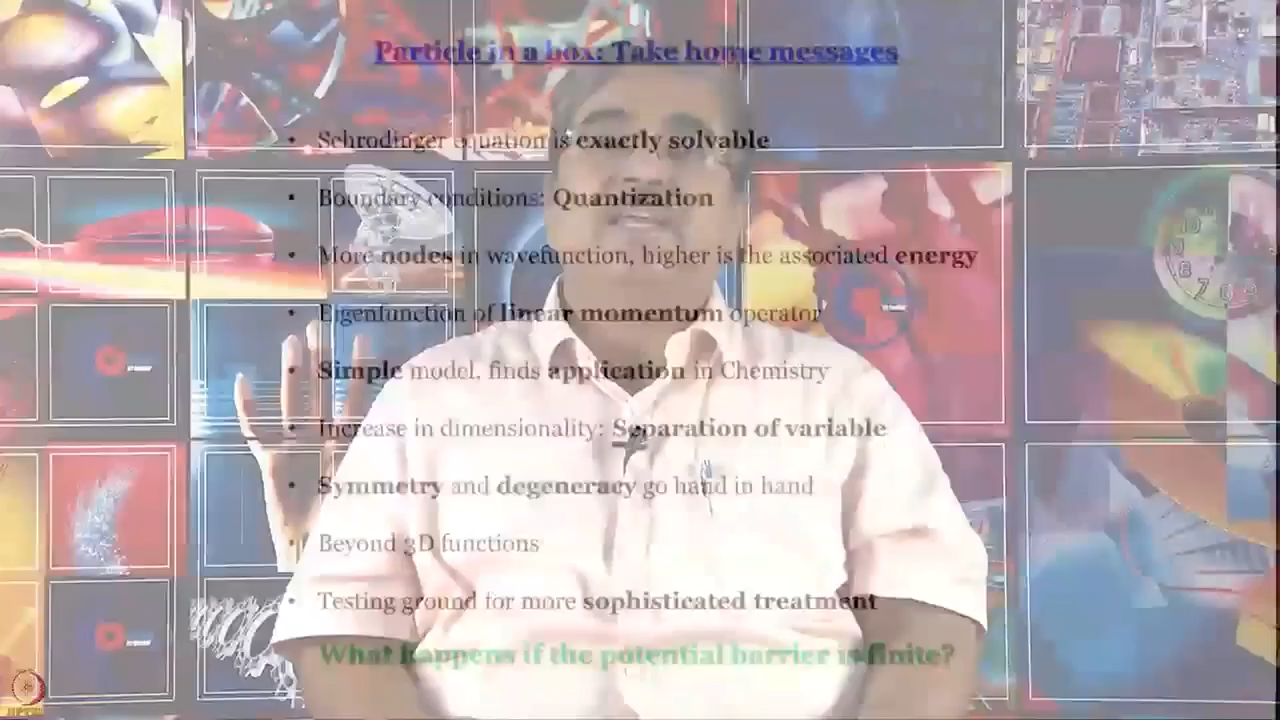 Particle in a box: Take home messages
• Schrodinger equation is exactly solvable
• Boundary conditions: Quantization
• More nodes in wavefunction, higher is the associated energy
• Eigenfunction of linear momentum operator
• Simple model, finds application in Chemistry
• Increase in dimensionality: Separation of variable
• Symmetry and degeneracy go hand in hand
• Beyond 3D functions
• Testing ground for more sophisticated treatment
What happens if the potential barrier is finite?